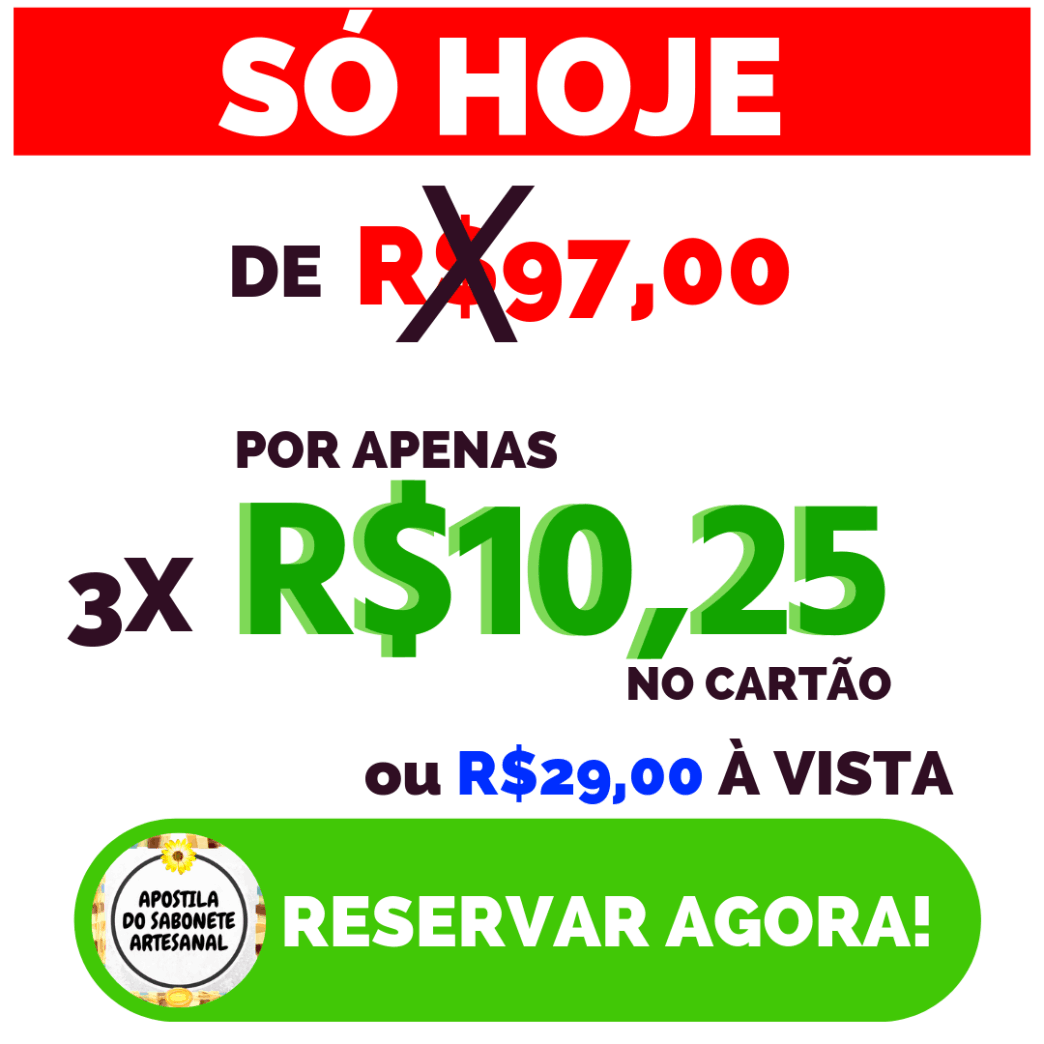 SÓ HOJE
DE R$97,00
POR APENAS
3X R$10,25
NO CARTÃO
ou R$29,00 À VISTA
APOSTILA
DO SABONETE
ARTESANAL
RESERVAR AGORA!